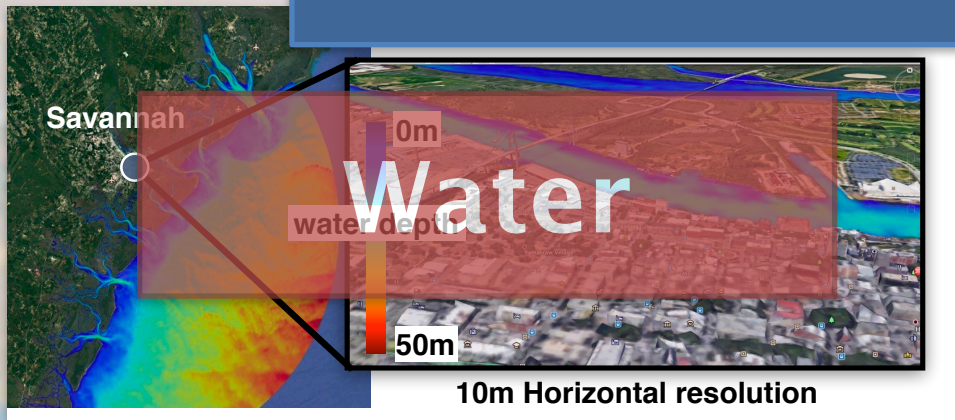 Savannah
0m
Water
water depth
50m
10m Horizontal resolution